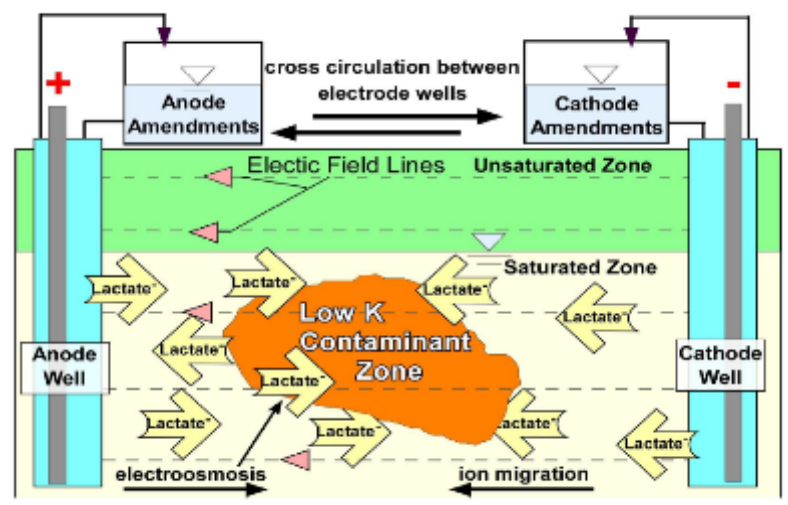 cross circulation between
electrode wells
+
-
Anode
Amendments
Cathode
Amendments
Electic Field Lines
Unsaturated Zone
Saturated Zone
Lactate⁻
Lactate⁻
Lactate⁻
Lactate⁻
Low K
Contaminant
Zone
Lactate⁻
Anode
Well
Cathode
Well
Lactate⁻
Lactate⁻
Lactate⁻
Lactate⁻
Lactate⁻
electroosmosis
ion migration